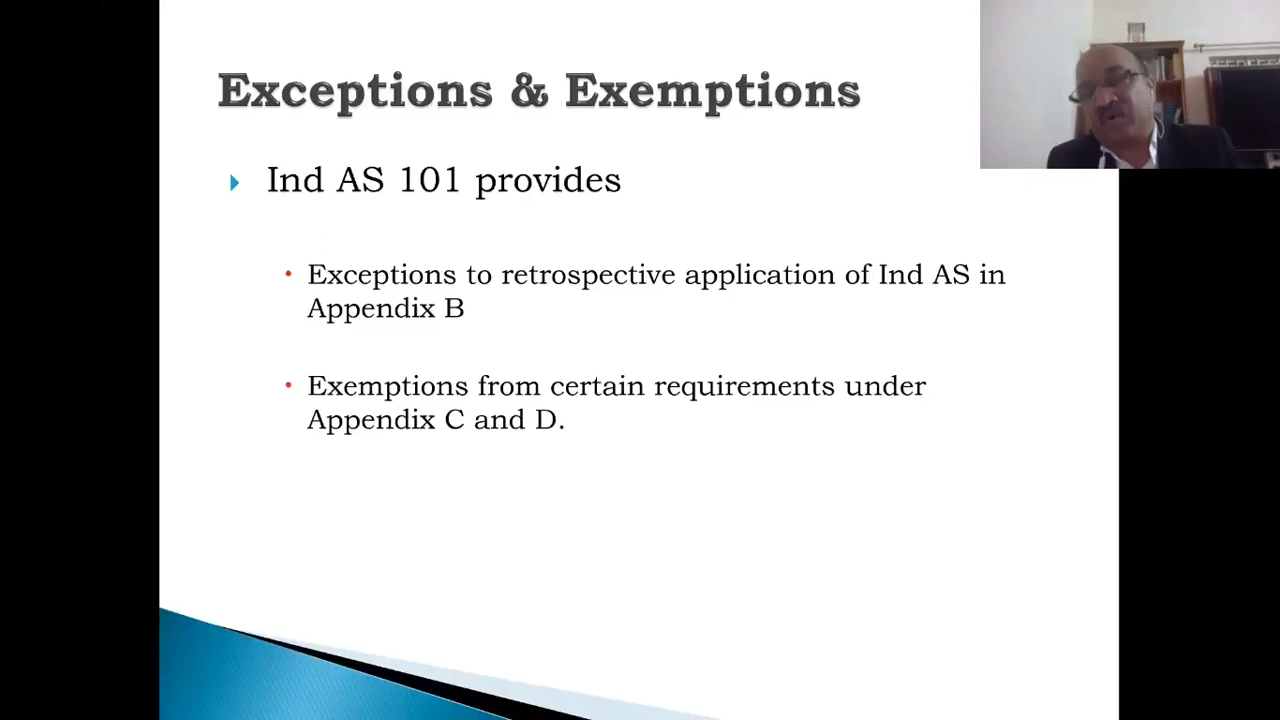 Exceptions & Exemptions
Ind AS 101 provides
Exceptions to retrospective application of Ind AS in
Appendix B
Exemptions from certain requirements under
Appendix C and D.